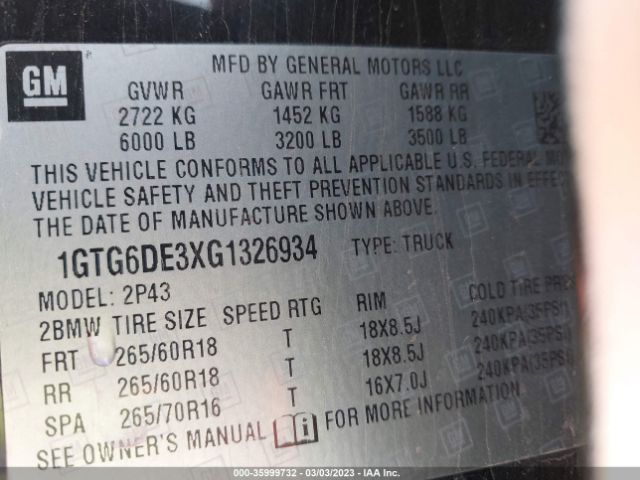 GM
MFD BY GENERAL MOTORS LLC
GVWR GAWR FRT GAWR RR
2722 KG 1452 KG 1588 KG
6000 LB 3200 LB 3500 LB
THIS VEHICLE CONFORMS TO ALL APPLICABLE U.S. FEDERAL
VEHICLE SAFETY AND THEFT PREVENTION STANDARDS IN
THE DATE OF MANUFACTURE SHOWN ABOVE.
1GTG6DE3XG1326934 TYPE: TRUCK
MODEL: 2P43
2BMW TIRE SIZE SPEED RTG RIM COLD TIRE
FRT 265/60R18 T 18X8.5J 240KPA(35PSI)
RR 265/60R18 T 18X8.5J 240KPA(35PSI)
SPA 265/70R16 T 16X7.0J 240KPA(35PSI)
SEE OWNER'S MANUAL FOR MORE INFORMATION
000-35999732 - 03/03/2023 - IAA Inc.